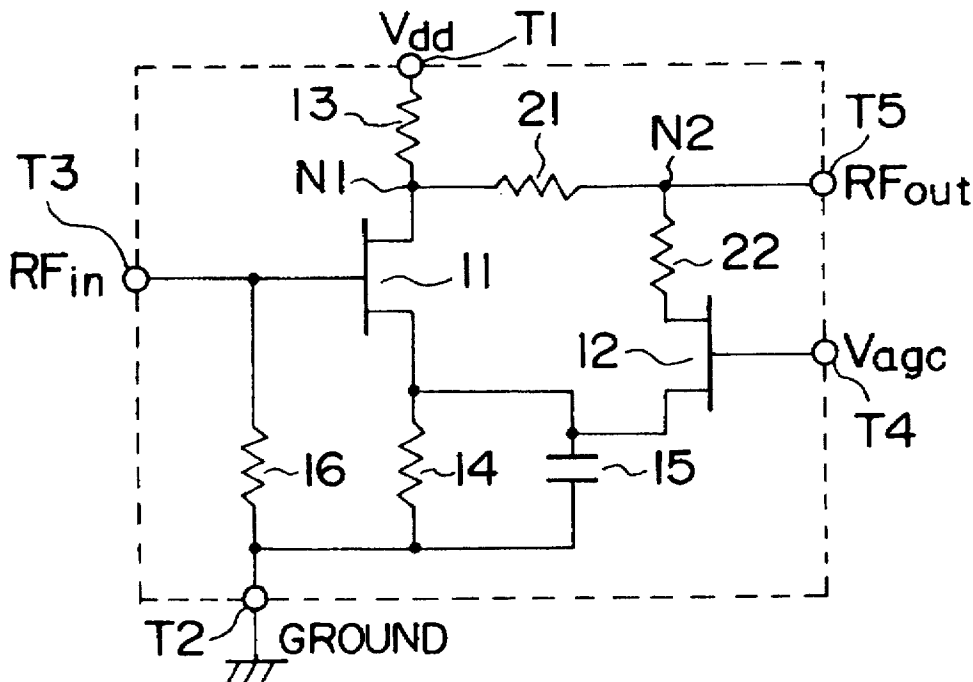 Vdd T1
13
21
N2
T5
T3
N1
RFout
RFin
11
22
12
Vagc
T4
16
14
15
T2
GROUND